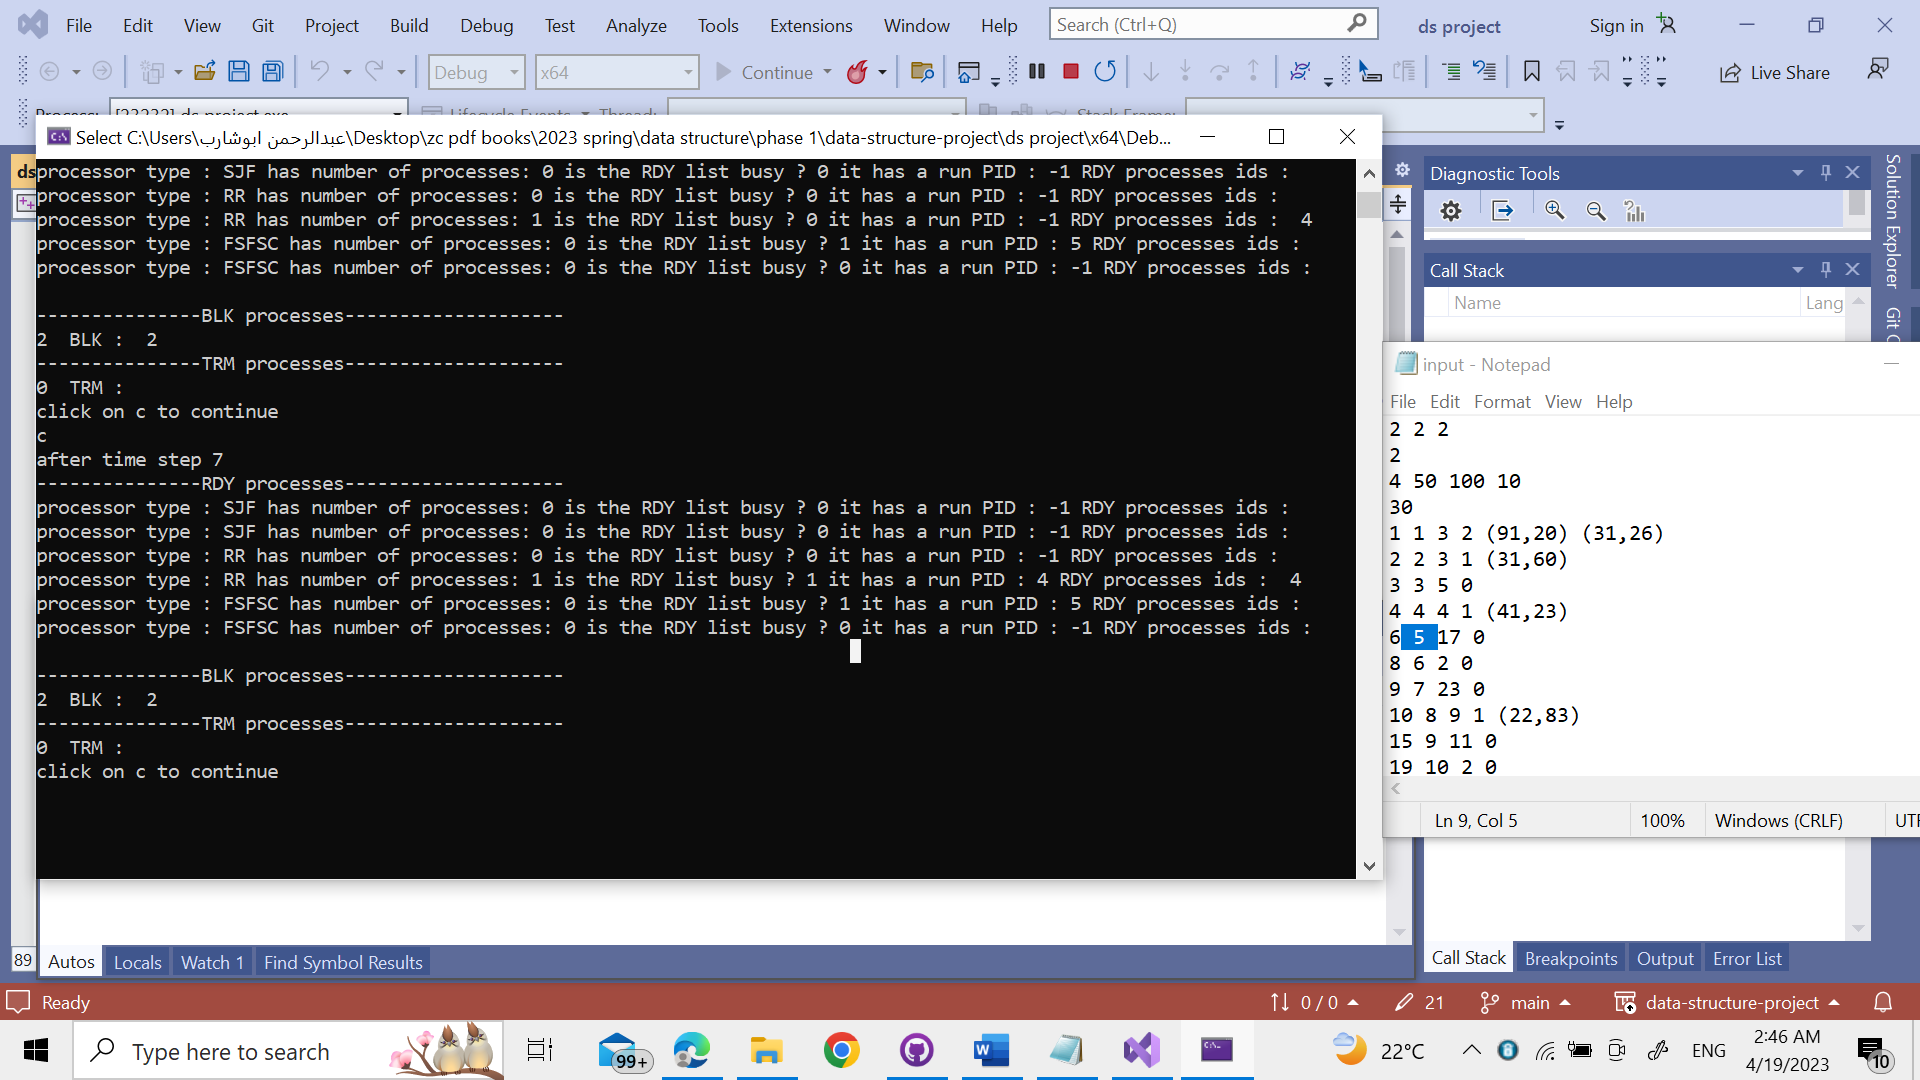 File Edit View Git Project Build Debug Test Analyze Tools Extensions Window Help Search (Ctrl+Q) ds project Sign in
Debug x64 Continue Live Share
Select C:\Users\عبدالرحمن ابوشارب\Desktop\zc pdf books\2023 spring\data structure\phase 1\data-structure-project\ds project\x64\Deb...
processor type : SJF has number of processes: 0 is the RDY list busy ? 0 it has a run PID : -1 RDY processes ids :
processor type : RR has number of processes: 0 is the RDY list busy ? 0 it has a run PID : -1 RDY processes ids :
processor type : RR has number of processes: 1 is the RDY list busy ? 0 it has a run PID : -1 RDY processes ids :  4
processor type : FSFSC has number of processes: 0 is the RDY list busy ? 1 it has a run PID : 5 RDY processes ids :
processor type : FSFSC has number of processes: 0 is the RDY list busy ? 0 it has a run PID : -1 RDY processes ids :
---------------BLK processes--------------------
2  BLK :  2
---------------TRM processes--------------------
0  TRM :
click on c to continue
c
after time step 7
---------------RDY processes--------------------
processor type : SJF has number of processes: 0 is the RDY list busy ? 0 it has a run PID : -1 RDY processes ids :
processor type : SJF has number of processes: 0 is the RDY list busy ? 0 it has a run PID : -1 RDY processes ids :
processor type : RR has number of processes: 0 is the RDY list busy ? 0 it has a run PID : -1 RDY processes ids :
processor type : RR has number of processes: 1 is the RDY list busy ? 1 it has a run PID : 4 RDY processes ids :  4
processor type : FSFSC has number of processes: 0 is the RDY list busy ? 1 it has a run PID : 5 RDY processes ids :
processor type : FSFSC has number of processes: 0 is the RDY list busy ? 0 it has a run PID : -1 RDY processes ids :
---------------BLK processes--------------------
2  BLK :  2
---------------TRM processes--------------------
0  TRM :
click on c to continue
ds
Diagnostic Tools
Call Stack
Name Lang
Solution Explorer
input - Notepad
File Edit Format View Help
2 2 2
2
4 50 100 10
30
1 1 3 2 (91,20) (31,26)
2 2 3 1 (31,60)
3 3 5 0
4 4 4 1 (41,23)
6 5 17 0
8 6 2 0
9 7 23 0
10 8 9 1 (22,83)
15 9 11 0
19 10 2 0
Ln 9, Col 5 100% Windows (CRLF) UTF
89 Autos Locals Watch 1 Find Symbol Results
Call Stack Breakpoints Output Error List
Ready 0 / 0 21 main data-structure-project
Type here to search 99+ 22°C ENG 2:46 AM
4/19/2023 10